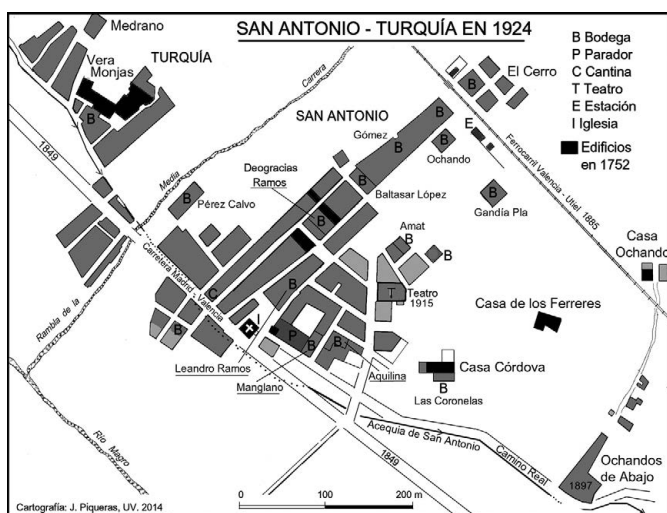 SAN ANTONIO - TURQUÍA EN 1924
B Bodega
P Parador
C Cantina
T Teatro
E Estación
I Iglesia
Edificios
en 1752
Medrano
TURQUÍA
Vera
Monjas
B
1849
Carrera
Media
Rambla de la
Río Magro
SAN ANTONIO
Gómez
B
B
B
Ochando
El Cerro
B
E
Ferrocarril Valencia - Utiel 1885
Deogracias
Ramos
B
B
Baltasar López
B
Pérez Calvo
B
Gandía Pla
Amat
B
B
T
Teatro
1915
Casa
Ochando
Casa de los Ferreres
Carretera Madrid - Valencia
C
B
I
B
P
B
B
Leandro Ramos
Manglano
Aquilina
Casa Córdova
B
Las Coronelas
Acequia de San Antonio
Camino Real
1849
Ochandos
de Abajo
1897
0 100 200 m
Cartografía: J. Piqueras, UV. 2014